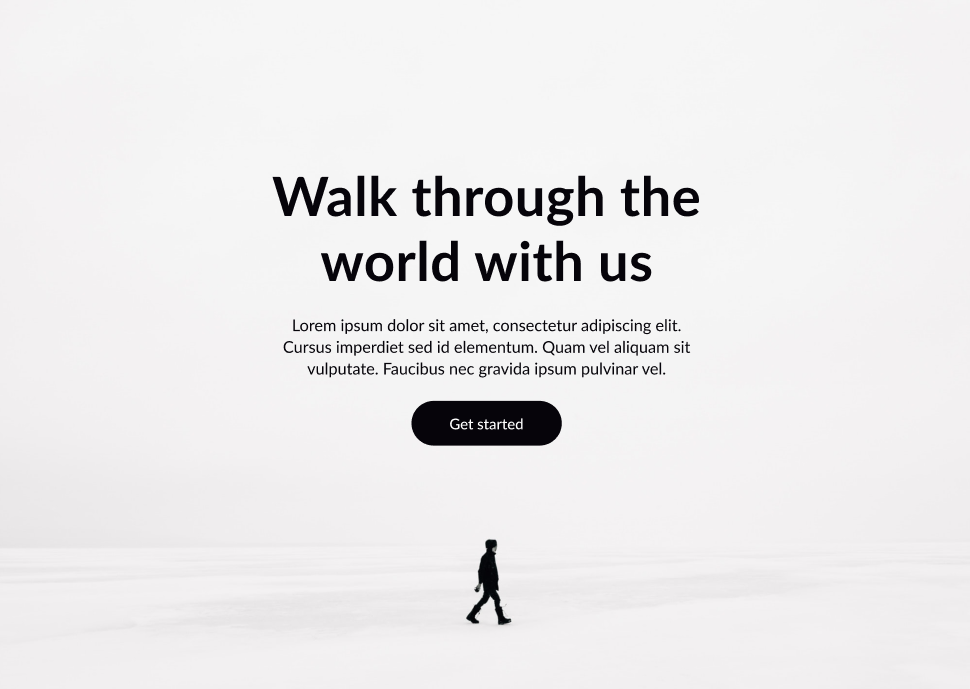 Walk through the
world with us
Lorem ipsum dolor sit amet, consectetur adipiscing elit.
Cursus imperdiet sed id elementum. Quam vel aliquam sit
vulputate. Faucibus nec gravida ipsum pulvinar vel.
Get started